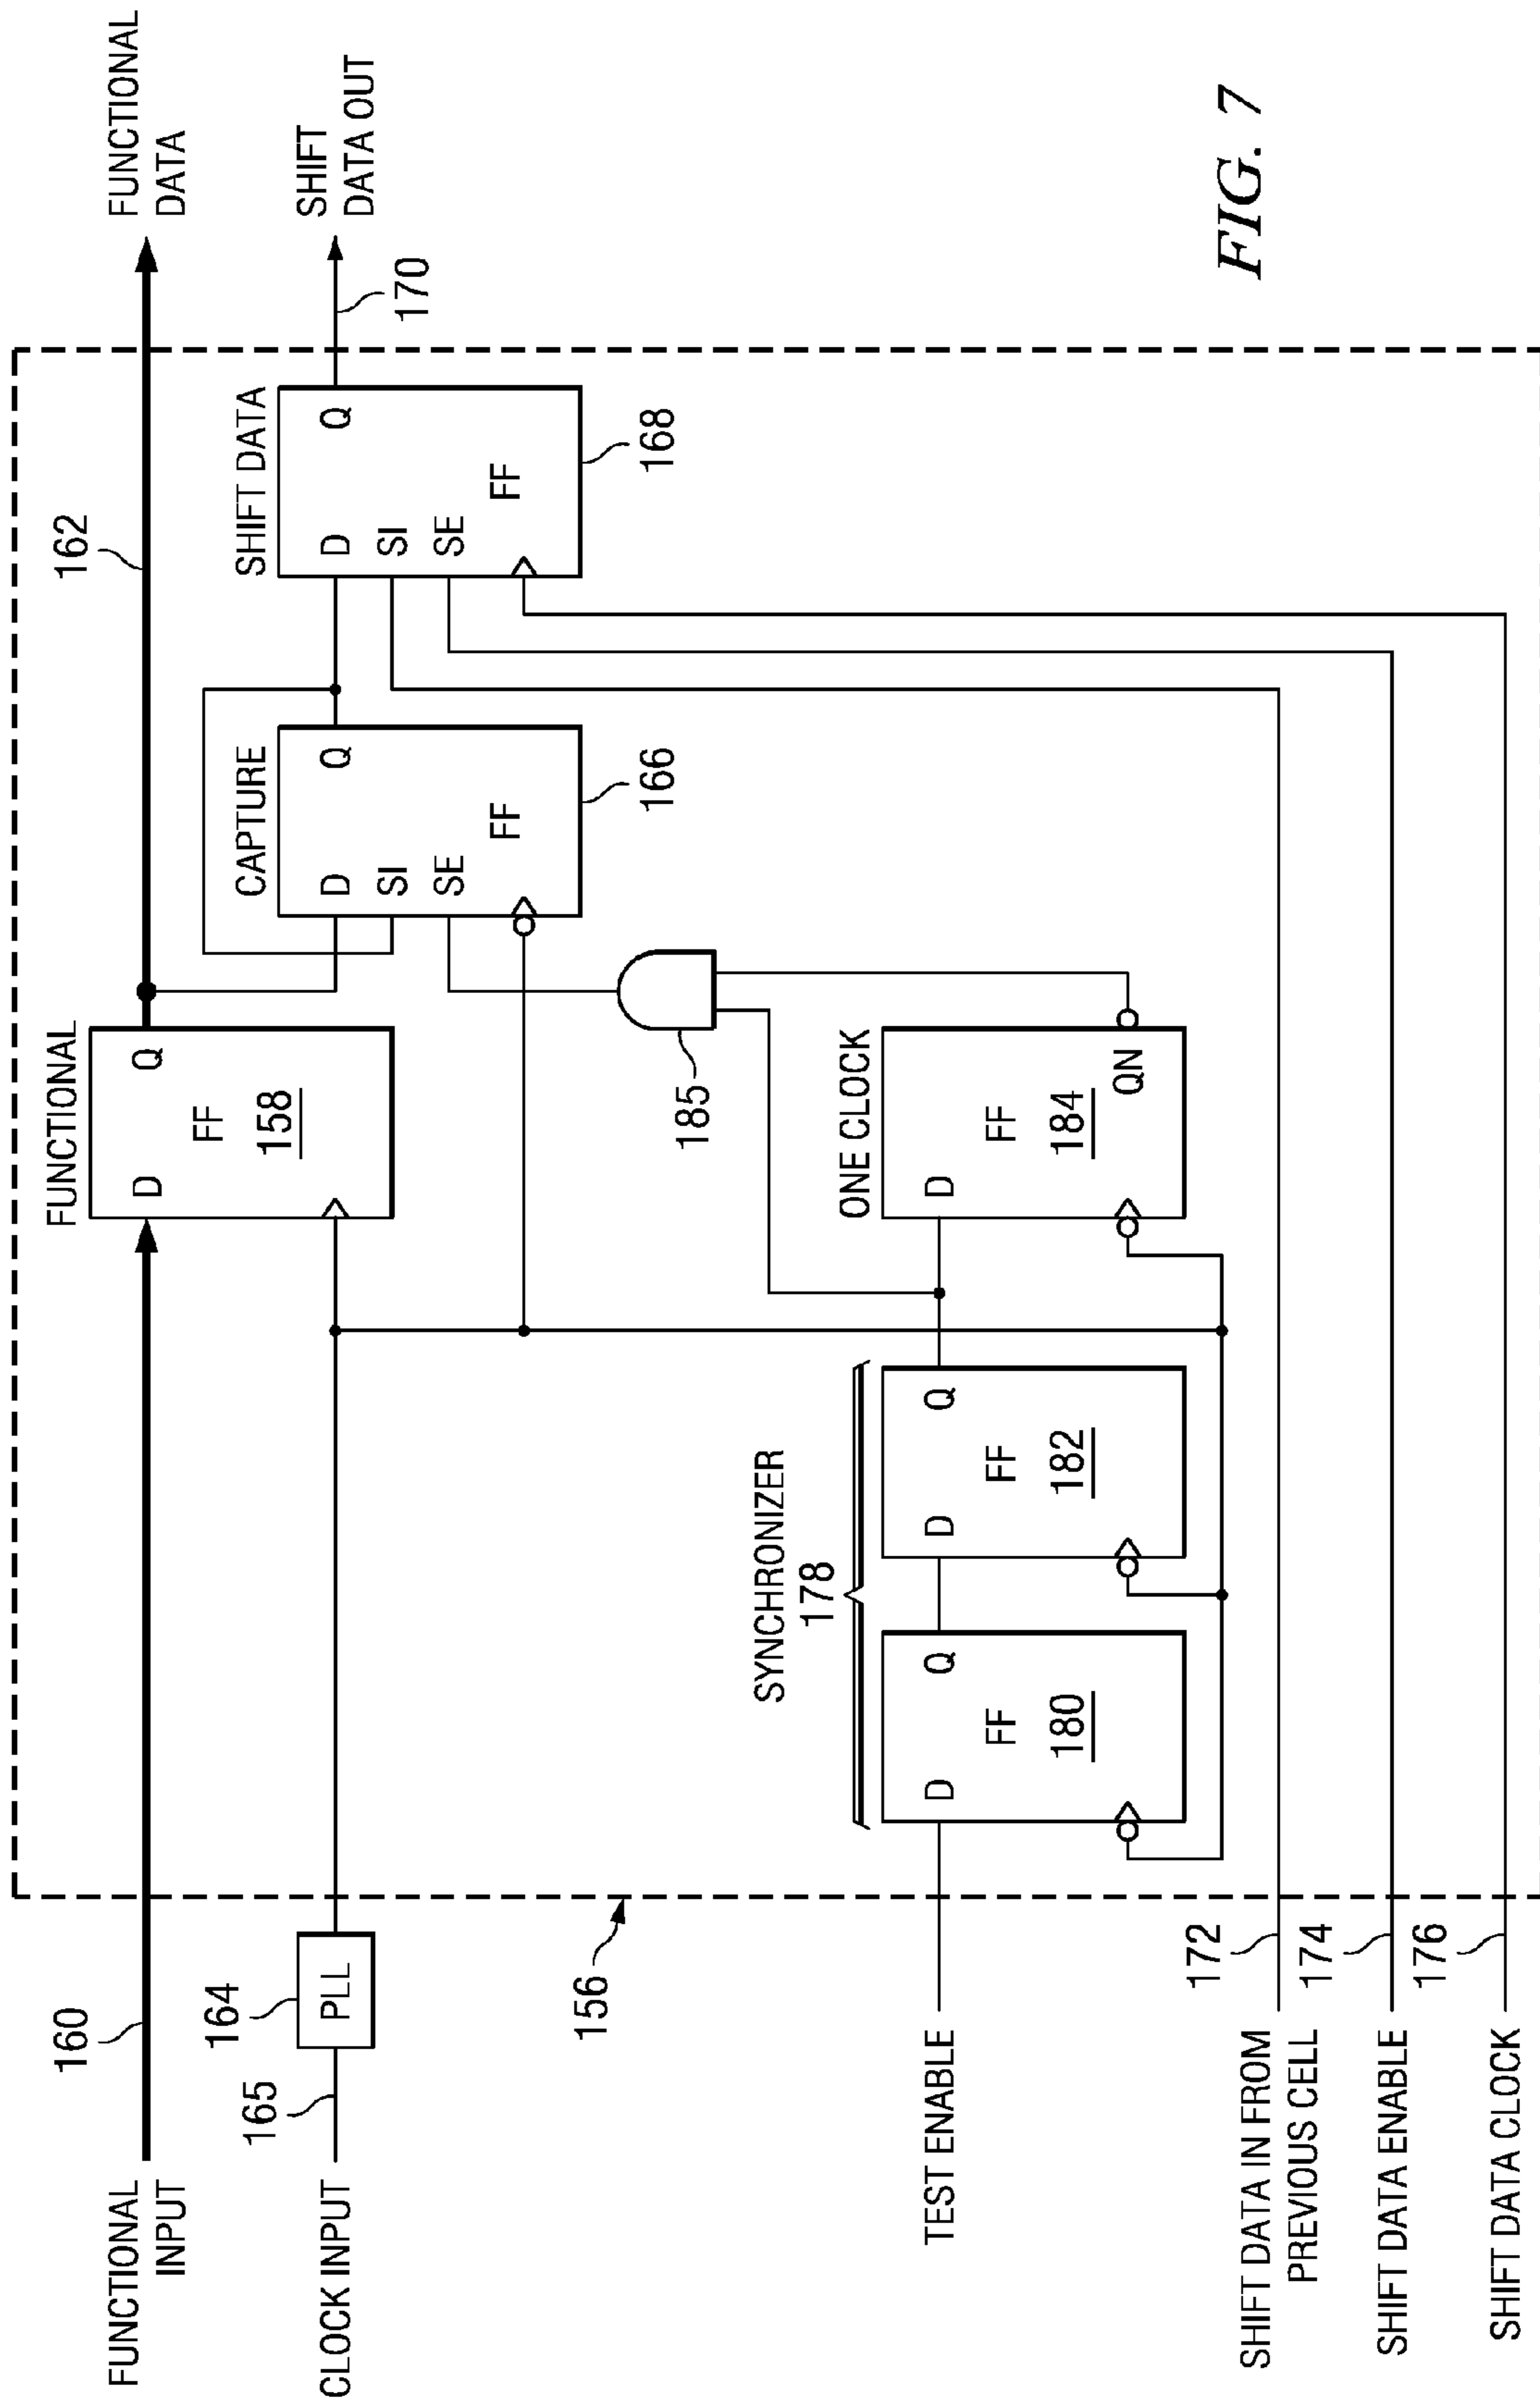 FUNCTIONAL
INPUT
160
162
FUNCTIONAL
DATA
FUNCTIONAL
D
Q
FF
158
CLOCK INPUT
165
164
PLL
CAPTURE
D
Q
SI
SE
FF
166
SHIFT DATA
D
Q
SI
SE
FF
168
SHIFT
DATA OUT
170
156
185
SYNCHRONIZER
178
TEST ENABLE
D
Q
FF
180
D
Q
FF
182
ONE CLOCK
D
FF
184
QN
SHIFT DATA IN FROM
PREVIOUS CELL
172
SHIFT DATA ENABLE
174
SHIFT DATA CLOCK
176
FIG. 7